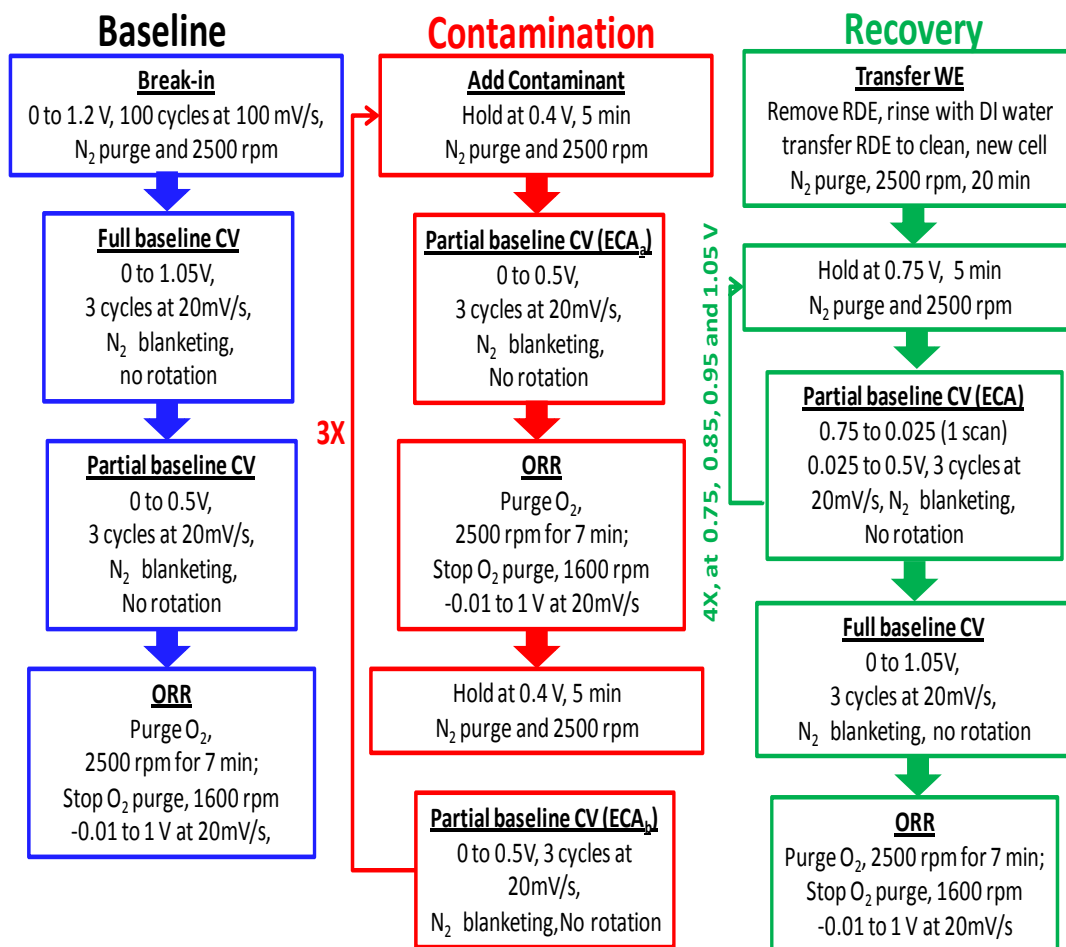 Baseline
Break-in
0 to 1.2 V, 100 cycles at 100 mV/s,
N₂ purge and 2500 rpm
Full baseline CV
0 to 1.05V,
3 cycles at 20mV/s,
N₂ blanketing,
no rotation
Partial baseline CV
0 to 0.5V,
3 cycles at 20mV/s,
N₂ blanketing,
No rotation
ORR
Purge O₂,
2500 rpm for 7 min;
Stop O₂ purge, 1600 rpm
-0.01 to 1 V at 20mV/s,
Contamination
3X
Add Contaminant
Hold at 0.4 V, 5 min
N₂ purge and 2500 rpm
Partial baseline CV (ECAₐ)
0 to 0.5V,
3 cycles at 20mV/s,
N₂ blanketing,
No rotation
ORR
Purge O₂,
2500 rpm for 7 min;
Stop O₂ purge, 1600 rpm
-0.01 to 1 V at 20mV/s
Hold at 0.4 V, 5 min
N₂ purge and 2500 rpm
Partial baseline CV (ECA_b)
0 to 0.5V, 3 cycles at
20mV/s,
N₂ blanketing,No rotation
Recovery
4X, at 0.75, 0.85, 0.95 and 1.05 V
Transfer WE
Remove RDE, rinse with DI water
transfer RDE to clean, new cell
N₂ purge, 2500 rpm, 20 min
Hold at 0.75 V, 5 min
N₂ purge and 2500 rpm
Partial baseline CV (ECA)
0.75 to 0.025 (1 scan)
0.025 to 0.5V, 3 cycles at
20mV/s, N₂ blanketing,
No rotation
Full baseline CV
0 to 1.05V,
3 cycles at 20mV/s,
N₂ blanketing, no rotation
ORR
Purge O₂, 2500 rpm for 7 min;
Stop O₂ purge, 1600 rpm
-0.01 to 1 V at 20mV/s